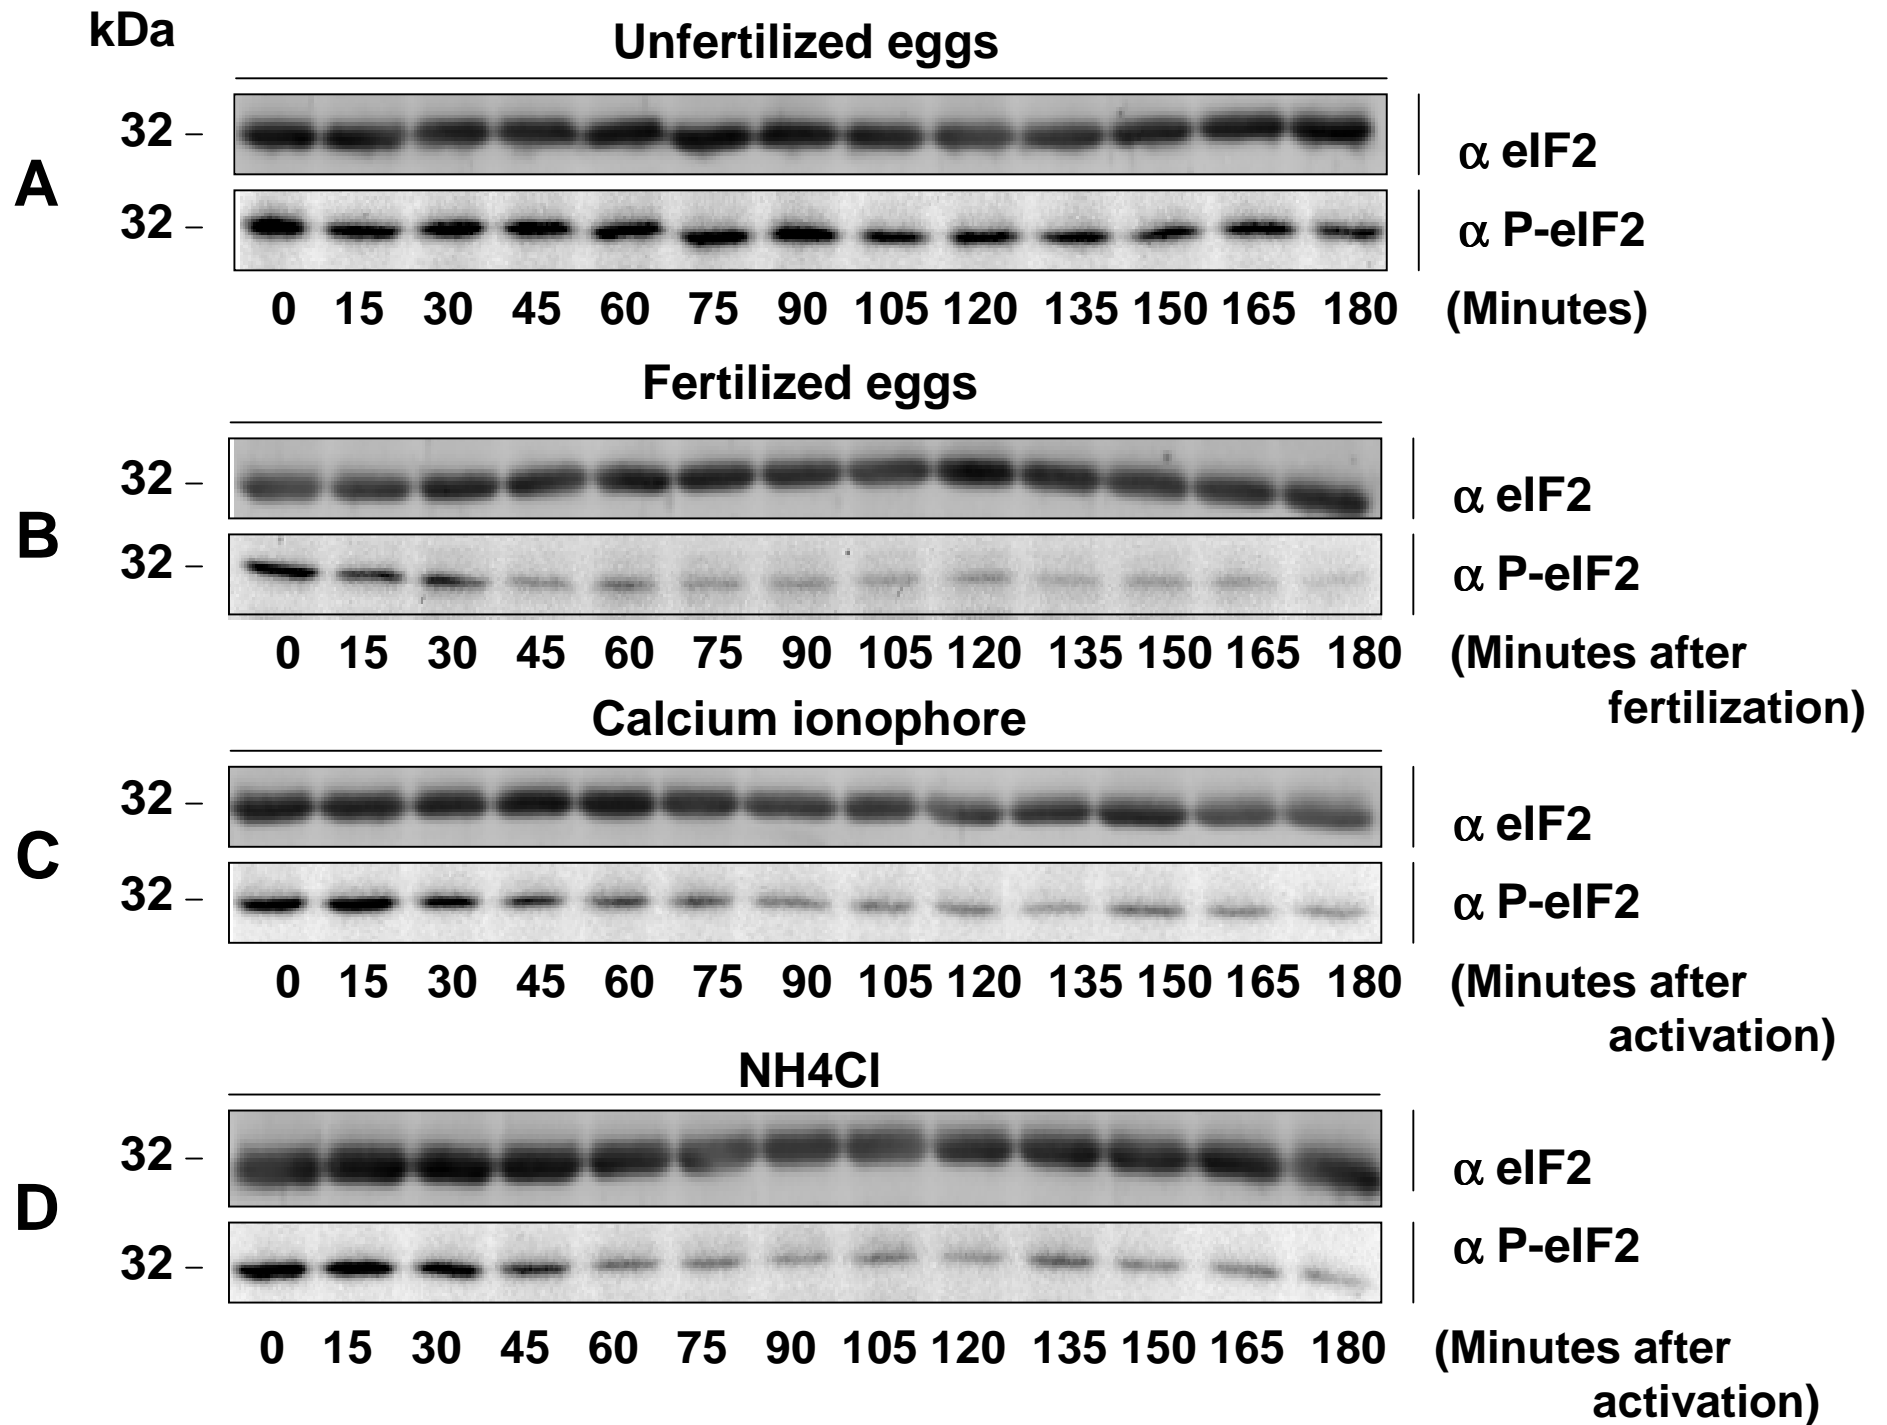 kDa
Unfertilized eggs
A
32 –
α eIF2
32 –
α P-eIF2
0 15 30 45 60 75 90 105 120 135 150 165 180 (Minutes)
Fertilized eggs
B
32 –
α eIF2
32 –
α P-eIF2
0 15 30 45 60 75 90 105 120 135 150 165 180 (Minutes after
fertilization)
Calcium ionophore
C
32 –
α eIF2
32 –
α P-eIF2
0 15 30 45 60 75 90 105 120 135 150 165 180 (Minutes after
activation)
NH4Cl
D
32 –
α eIF2
32 –
α P-eIF2
0 15 30 45 60 75 90 105 120 135 150 165 180 (Minutes after
activation)